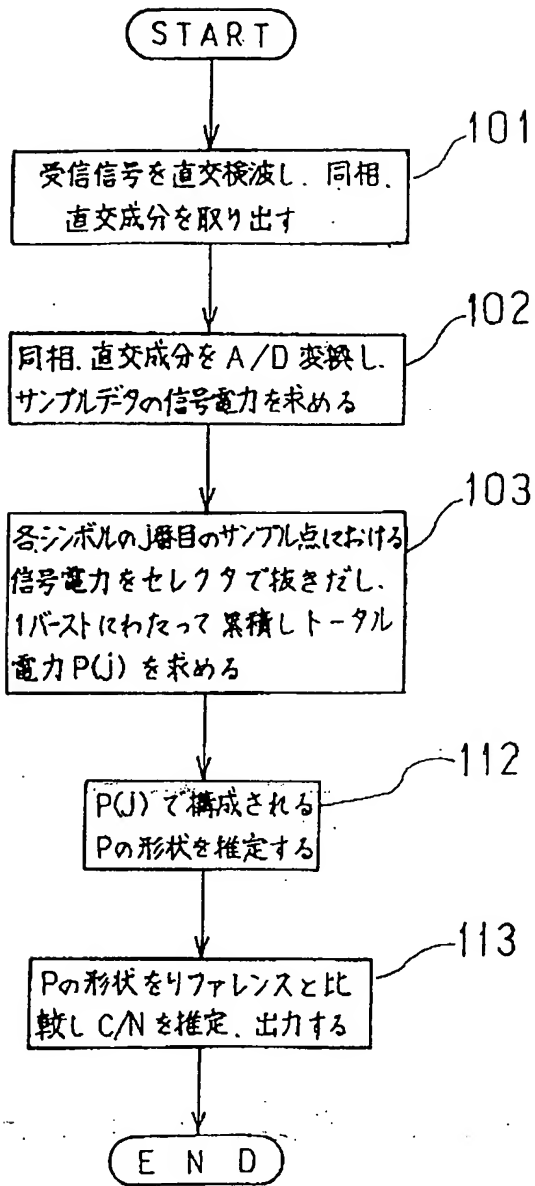 START
101
受信信号を直交検波し、同相、
直交成分を取り出す
102
同相、直交成分をA/D変換し、
サンプルデータの信号電力を求める
103
各シンボルのj番目のサンプル点における
信号電力をセレクタで抜きだし、
1バーストにわたって累積しトータル
電力P(j)を求める
112
P(j)で構成される
Pの形状を推定する
113
Pの形状をリファレンスと比
較しC/Nを推定、出力する
END